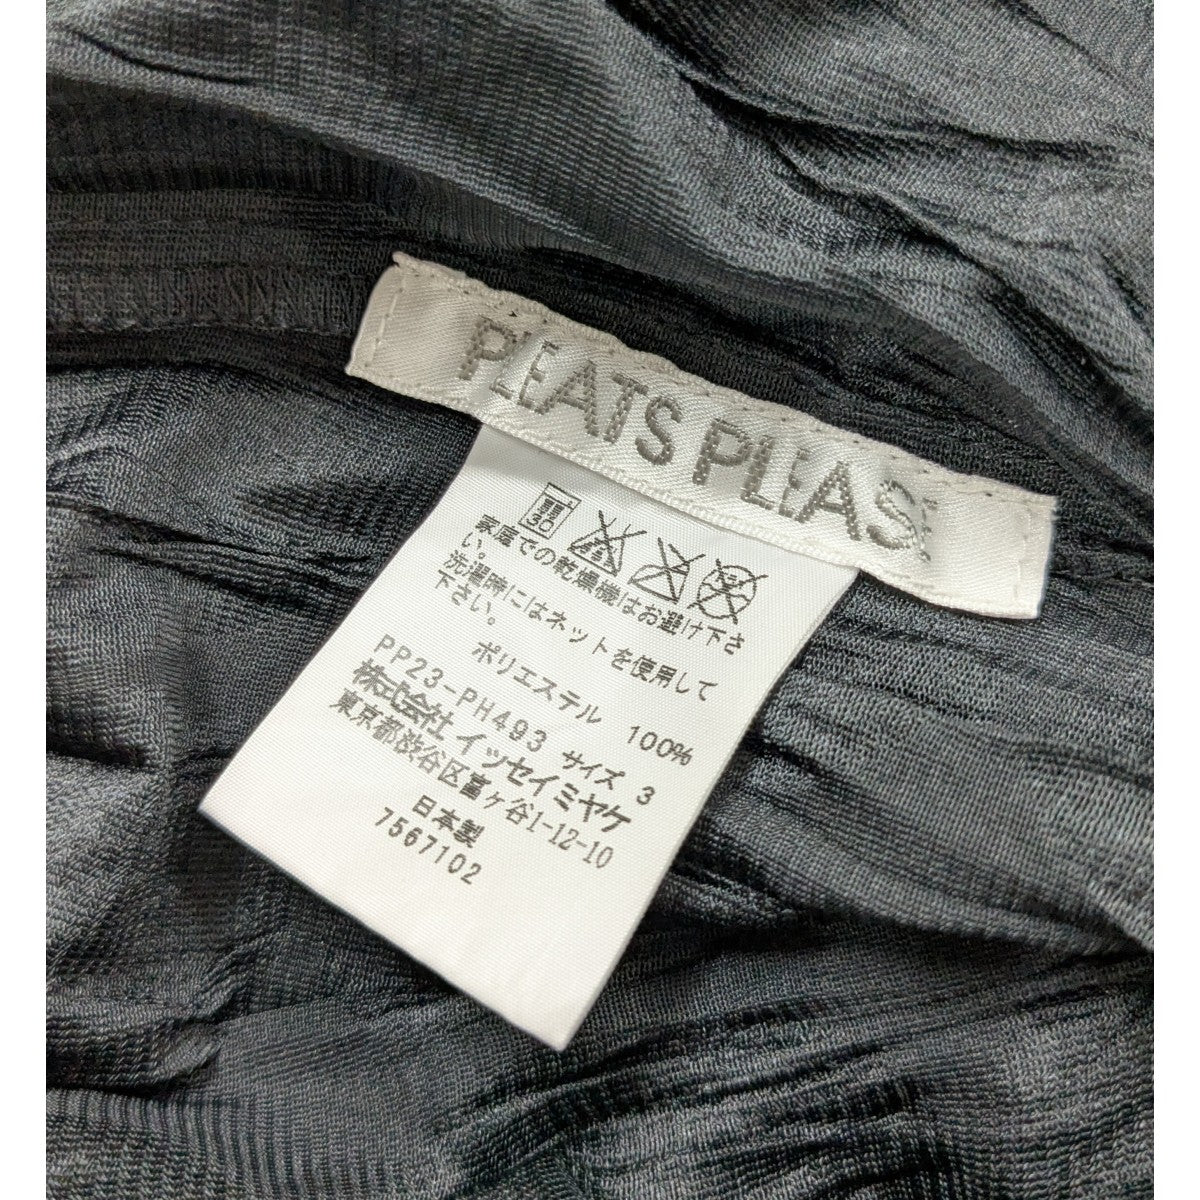 PLEATS PLEAS
30
家庭での乾燥機はお避け下さ
い。
洗濯時にはネットを使用して
下さい。
ポリエステル 100%
PP23-PH493 サイズ 3
株式会社 イッセイミヤケ
東京都渋谷区富ヶ谷1-12-10
日本製
7567102